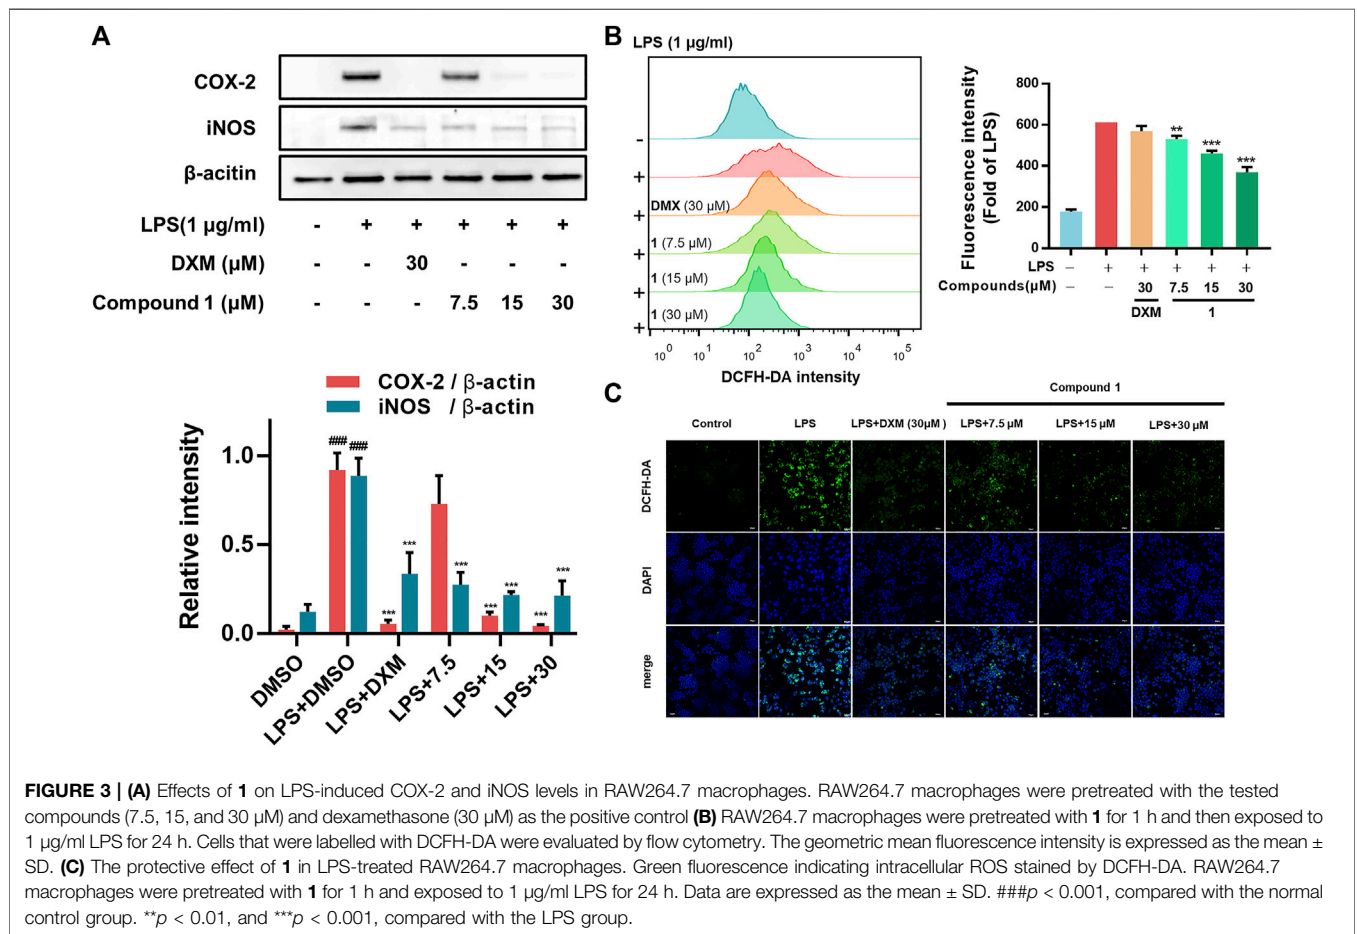 A
COX-2
iNOS
β-acitin
LPS(1 μg/ml) - + + + + +
DXM (μM) - - 30 - - -
Compound 1 (μM) - - - 7.5 15 30
COX-2 / β-actin
iNOS / β-actin
Relative intensity
1.0
0.5
0.0
### ###
*** *** *** *** *** *** ***
DMSO
LPS+DMSO
LPS+DXM
LPS+7.5
LPS+15
LPS+30
B
LPS (1 μg/ml)
-
+
DMX (30 μM)
+
1 (7.5 μM)
+
1 (15 μM)
+
1 (30 μM)
+
10⁰ 10¹ 10² 10³ 10⁴ 10⁵
DCFH-DA intensity
Fluorescence intensity
(Fold of LPS)
800
600
400
200
0
** *** ***
LPS − + + + + +
Compounds(μM) − − 30 7.5 15 30
DXM 1
C
Compound 1
Control LPS LPS+DXM (30μM ) LPS+7.5 μM LPS+15 μM LPS+30 μM
DCFH-DA
DAPI
merge
FIGURE 3 | (A) Effects of 1 on LPS-induced COX-2 and iNOS levels in RAW264.7 macrophages. RAW264.7 macrophages were pretreated with the tested
compounds (7.5, 15, and 30 μM) and dexamethasone (30 μM) as the positive control (B) RAW264.7 macrophages were pretreated with 1 for 1 h and then exposed to
1 μg/ml LPS for 24 h. Cells that were labelled with DCFH-DA were evaluated by flow cytometry. The geometric mean fluorescence intensity is expressed as the mean ±
SD. (C) The protective effect of 1 in LPS-treated RAW264.7 macrophages. Green fluorescence indicating intracellular ROS stained by DCFH-DA. RAW264.7
macrophages were pretreated with 1 for 1 h and exposed to 1 μg/ml LPS for 24 h. Data are expressed as the mean ± SD. ###p < 0.001, compared with the normal
control group. **p < 0.01, and ***p < 0.001, compared with the LPS group.